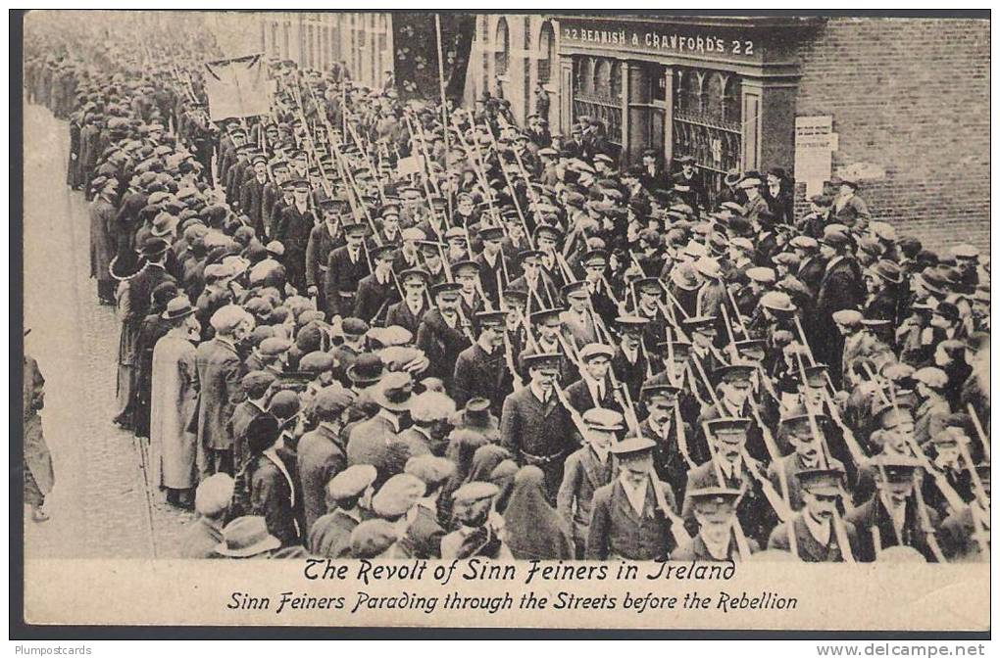 22 BEAMISH & CRAWFORD'S 22
The Revolt of Sinn Feiners in Ireland
Sinn Feiners Parading through the Streets before the Rebellion
Plumpostcards
www.delcampe.net